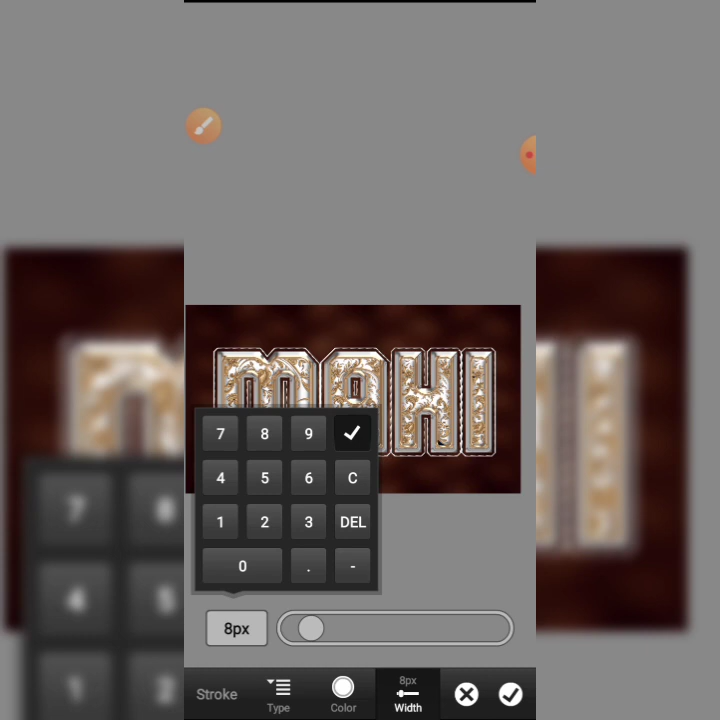 MAHI
7 8 9
4 5 6 C
1 2 3 DEL
0 . -
8px
Stroke
Type
Color
8px
Width